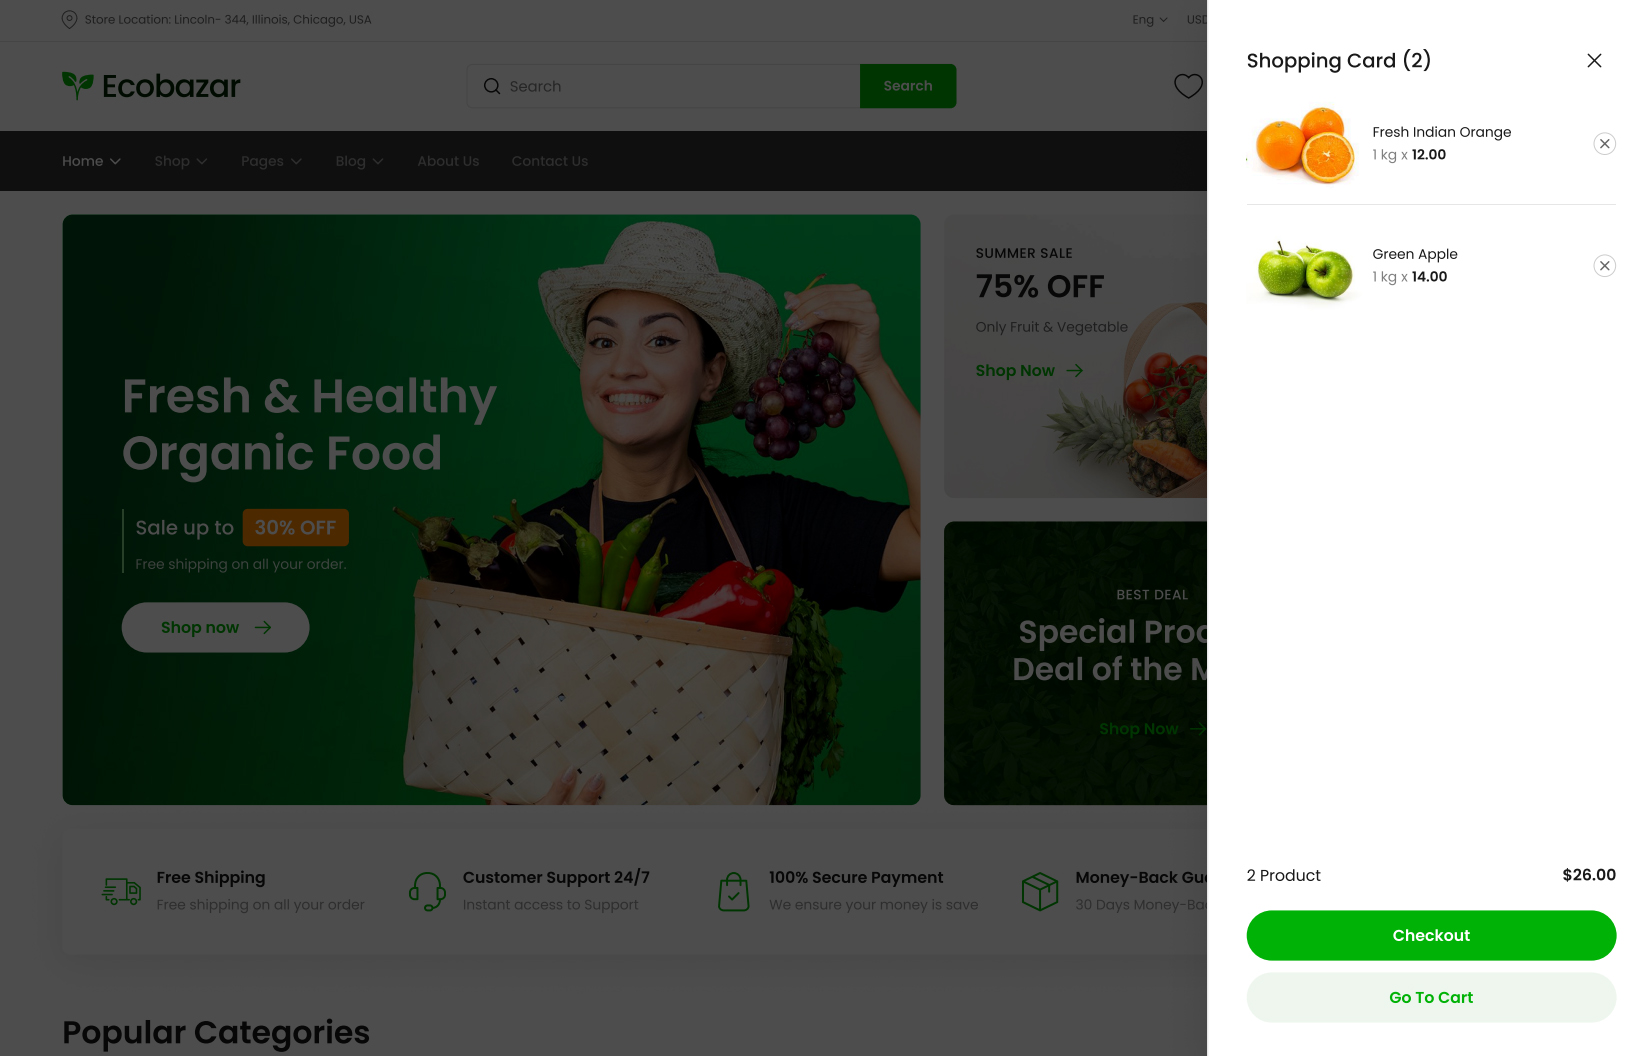 Store Location: Lincoln- 344, Illinois, Chicago, USA
Eng
USD
Ecobazar
Search
Search
Home
Shop
Pages
Blog
About Us
Contact Us
Fresh & Healthy
Organic Food
Sale up to 30% OFF
Free shipping on all your order.
Shop now
SUMMER SALE
75% OFF
Only Fruit & Vegetable
Shop Now
BEST DEAL
Special Proc
Deal of the M
Shop Now
Free Shipping
Free shipping on all your order
Customer Support 24/7
Instant access to Support
100% Secure Payment
We ensure your money is save
Money-Back Gu
30 Days Money-Ba
Popular Categories
Shopping Card (2)
Fresh Indian Orange
1 kg x 12.00
Green Apple
1 kg x 14.00
2 Product
$26.00
Checkout
Go To Cart